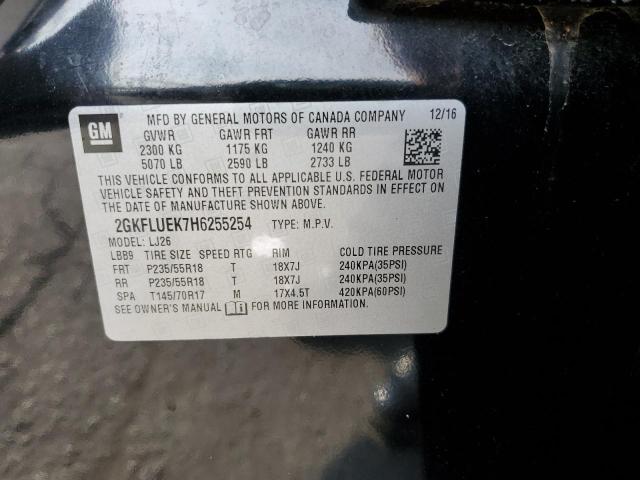 GM
MFD BY GENERAL MOTORS OF CANADA COMPANY 12/16
GVWR GAWR FRT GAWR RR
2300 KG 1175 KG 1240 KG
5070 LB 2590 LB 2733 LB
THIS VEHICLE CONFORMS TO ALL APPLICABLE U.S. FEDERAL MOTOR
VEHICLE SAFETY AND THEFT PREVENTION STANDARDS IN EFFECT ON
THE DATE OF MANUFACTURE SHOWN ABOVE.
2GKFLUEK7H6255254 TYPE: M.P.V.
MODEL: LJ26
LBB9 TIRE SIZE SPEED RTG RIM COLD TIRE PRESSURE
FRT P235/55R18 T 18X7J 240KPA(35PSI)
RR P235/55R18 T 18X7J 240KPA(35PSI)
SPA T145/70R17 M 17X4.5T 420KPA(60PSI)
SEE OWNER'S MANUAL FOR MORE INFORMATION.